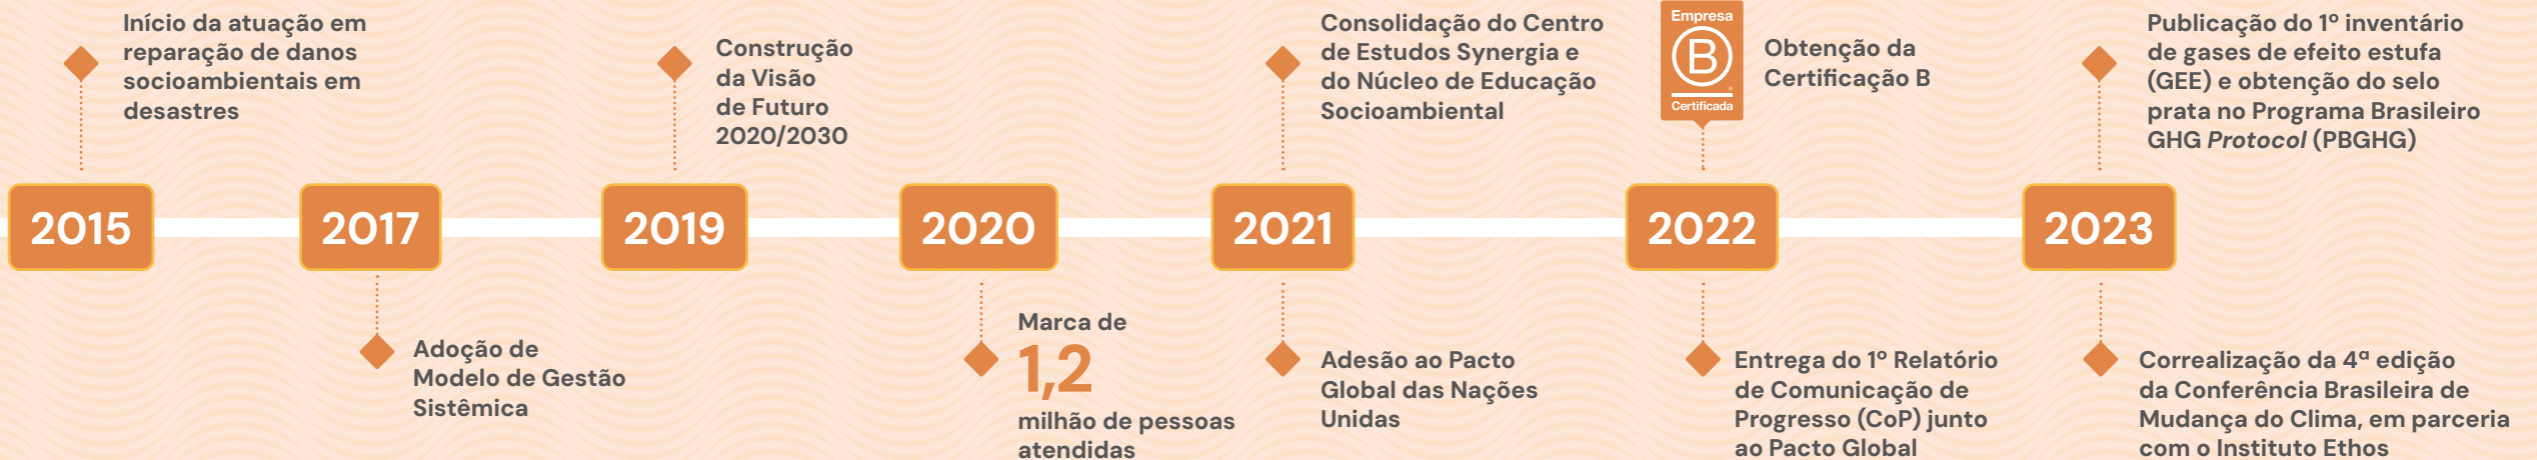 Início da atuação em
reparação de danos
socioambientais em
desastres
2015
2017
Adoção de
Modelo de Gestão
Sistêmica
Construção
da Visão
de Futuro
2020/2030
2019
2020
Marca de
1,2
milhão de pessoas
atendidas
Consolidação do Centro
de Estudos Synergia e
do Núcleo de Educação
Socioambiental
2021
Adesão ao Pacto
Global das Nações
Unidas
Empresa
B
Certificada
Obtenção da
Certificação B
2022
Entrega do 1º Relatório
de Comunicação de
Progresso (CoP) junto
ao Pacto Global
Publicação do 1º inventário
de gases de efeito estufa
(GEE) e obtenção do selo
prata no Programa Brasileiro
GHG Protocol (PBGHG)
2023
Correalização da 4ª edição
da Conferência Brasileira de
Mudança do Clima, em parceria
com o Instituto Ethos